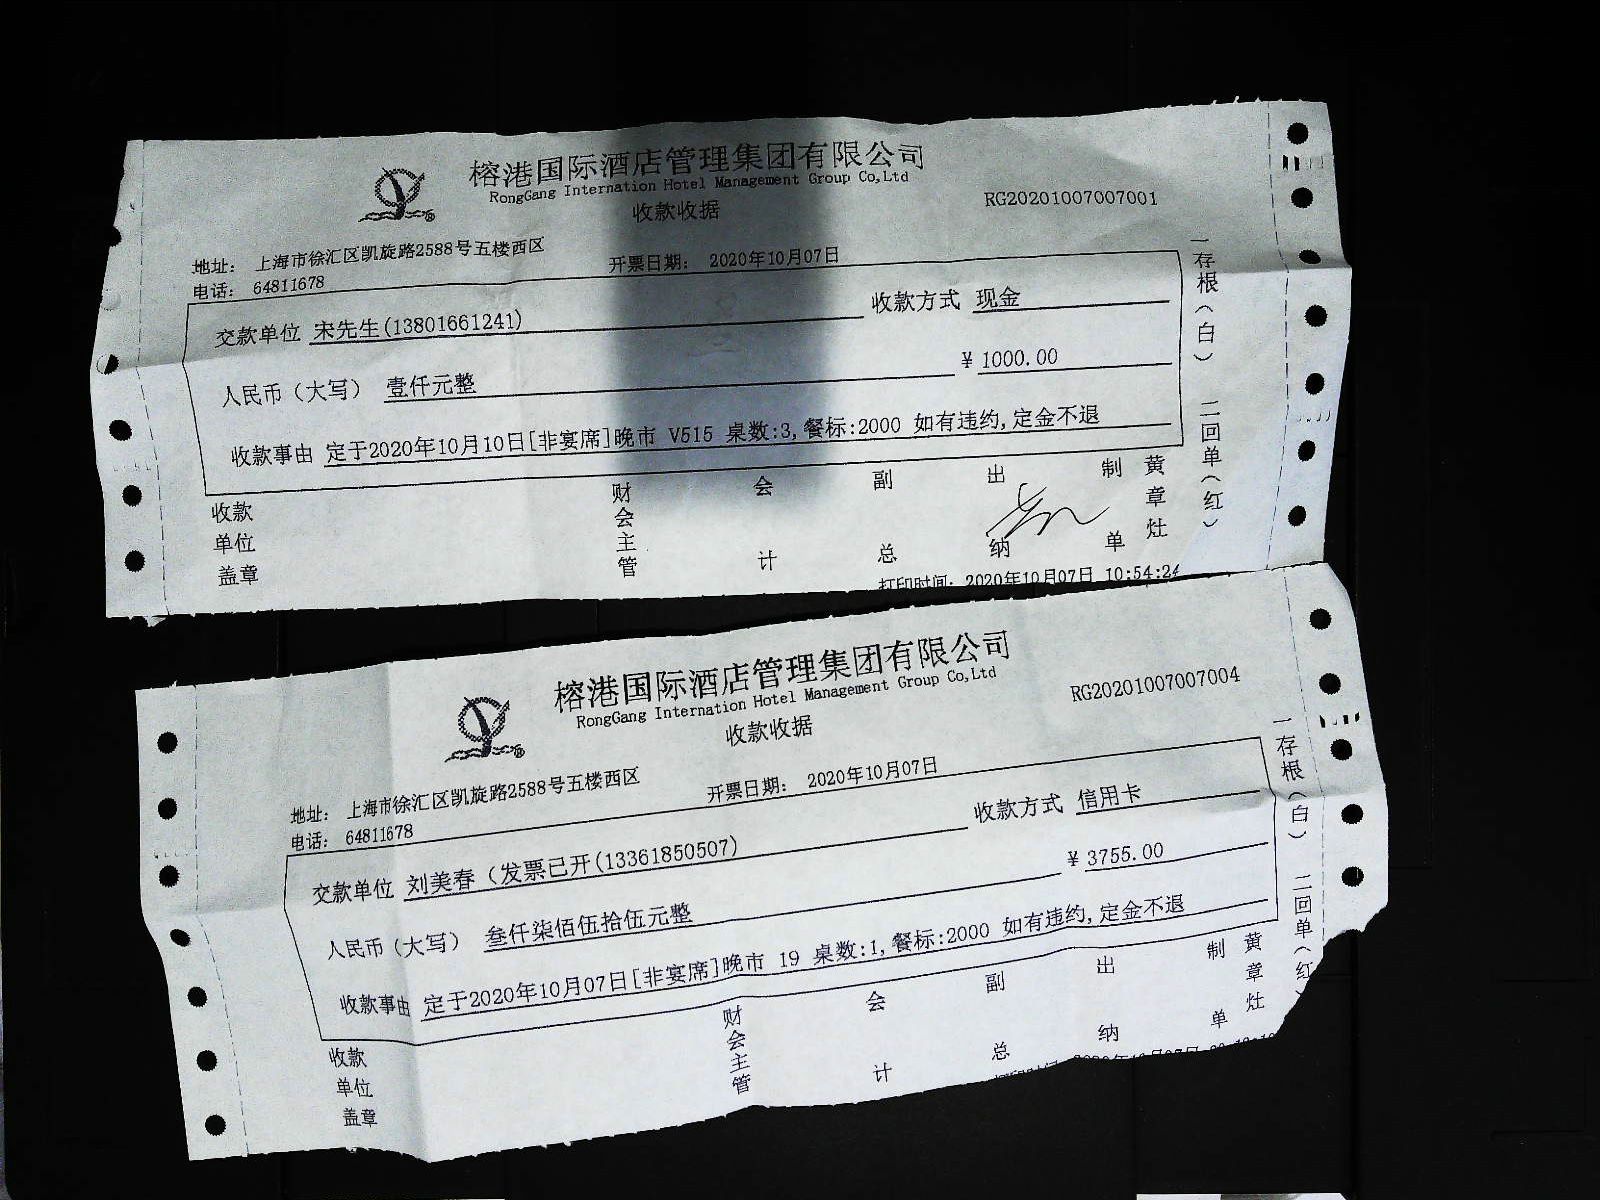 榕港国际酒店管理集团有限公司
RongGang Internation Hotel Management Group Co,Ltd
收款收据
RG20201007007001
地址： 上海市徐汇区凯旋路2588号五楼西区
电话： 64811678
开票日期： 2020年10月07日
交款单位 宋先生(13801661241)
收款方式 现金
人民币（大写） 壹仟元整
¥ 1000.00
收款事由 定于2020年10月10日[非宴席]晚市 V515 桌数:3,餐标:2000 如有违约,定金不退
收款单位盖章
财会主管
会计
副总
出纳
制单
黄章灶
一存根（白） 二回单（红）
打印时间：2020年10月07日 10:54:24
榕港国际酒店管理集团有限公司
RongGang Internation Hotel Management Group Co,Ltd
收款收据
RG20201007007004
地址： 上海市徐汇区凯旋路2588号五楼西区
电话： 64811678
开票日期： 2020年10月07日
交款单位 刘美春（发票已开(13361850507)
收款方式 信用卡
人民币（大写） 叁仟柒佰伍拾伍元整
¥ 3755.00
收款事由 定于2020年10月07日[非宴席]晚市 19 桌数:1,餐标:2000 如有违约,定金不退
收款单位盖章
财会主管
会计
副总
出纳
制单
黄章灶
一存根（白） 二回单（红